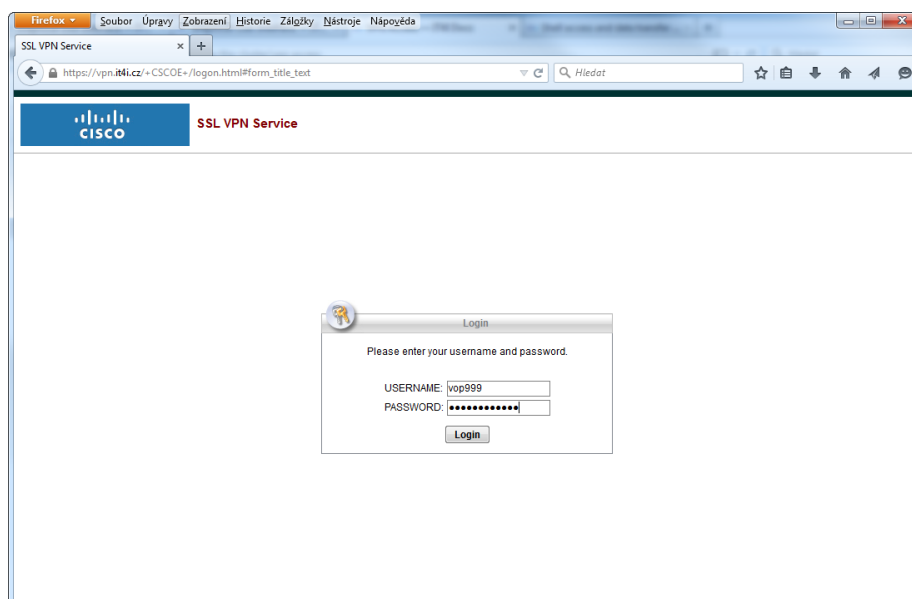 Firefox Soubor Úpravy Zobrazení Historie Záložky Nástroje Nápověda
SSL VPN Service
https://vpn.it4i.cz/+CSCOE+/logon.html#form_title_text
Hledat
CISCO
SSL VPN Service
Login
Please enter your username and password.
USERNAME: vop999
PASSWORD: ••••••••••••
Login